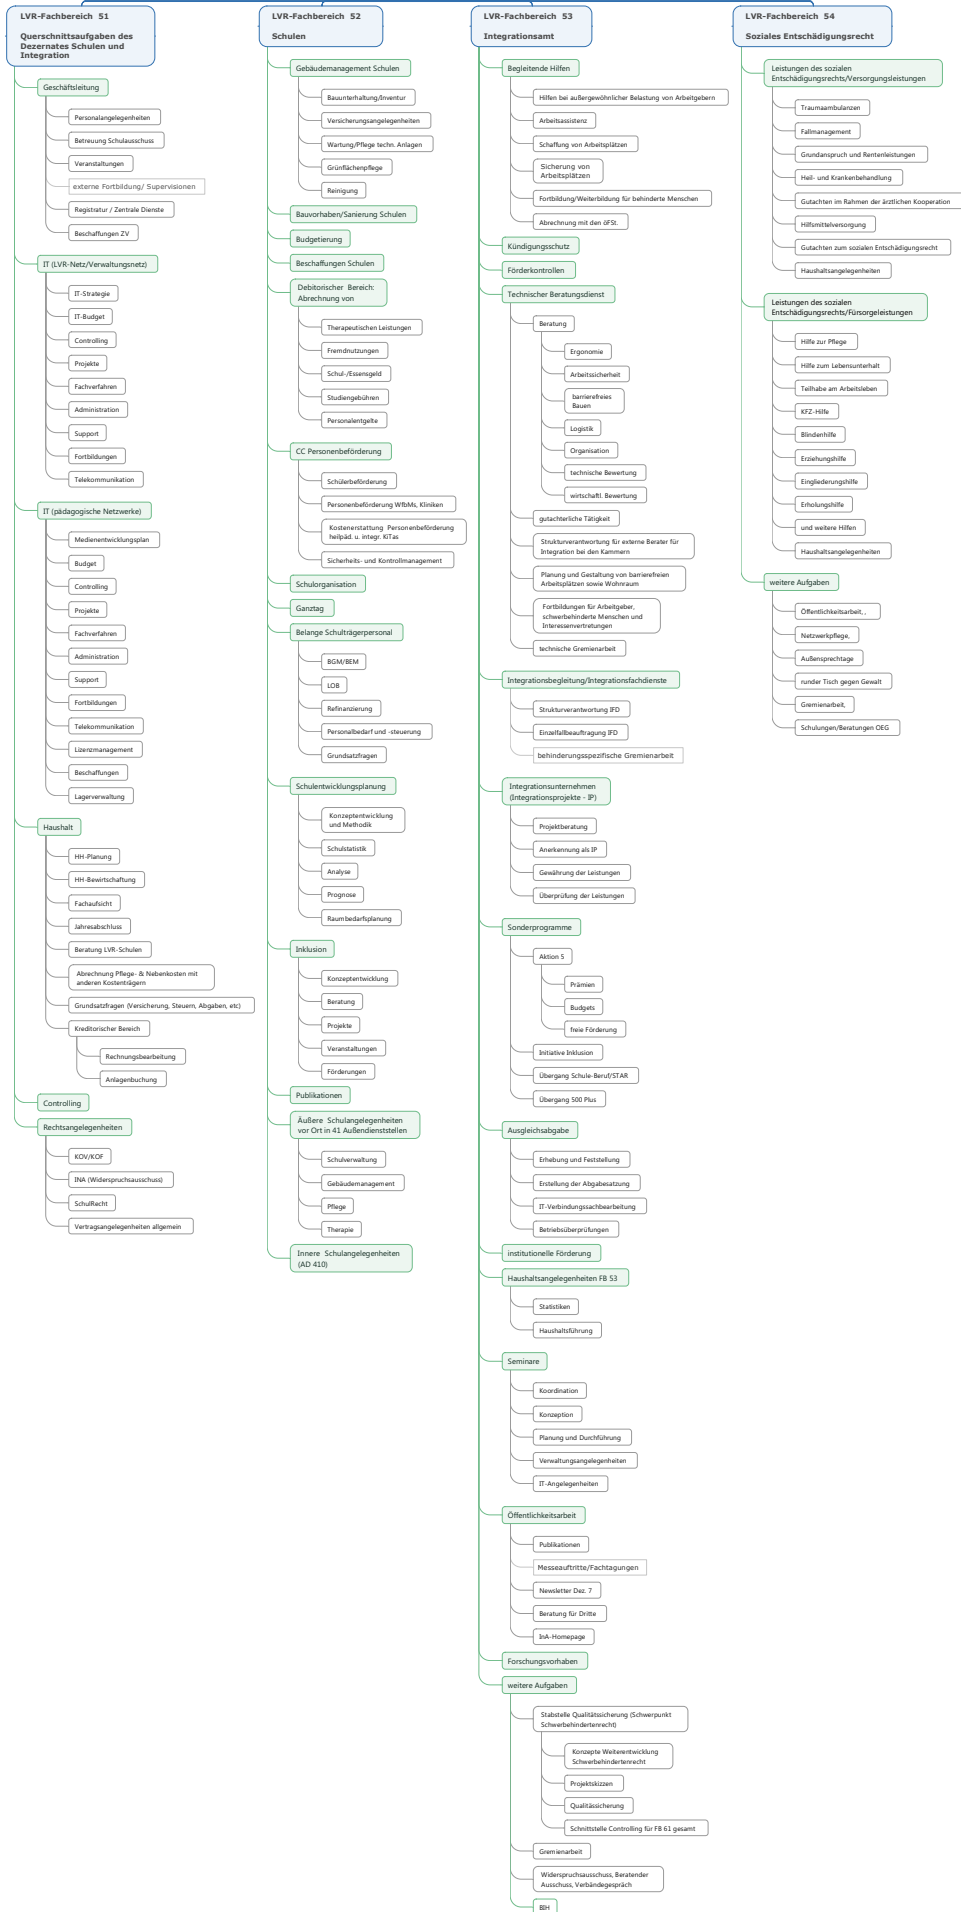 LVR-Fachbereich 51
Querschnittsaufgaben des
Dezernates Schulen und
Integration
Geschäftsleitung
Personalangelegenheiten
Betreuung Schulausschuss
Veranstaltungen
externe Fortbildung/ Supervisionen
Registratur / Zentrale Dienste
Beschaffungen ZV
IT (LVR-Netz/Verwaltungsnetz)
IT-Strategie
IT-Budget
Controlling
Projekte
Fachverfahren
Administration
Support
Fortbildungen
Telekommunikation
IT (pädagogische Netzwerke)
Medienentwicklungsplan
Budget
Controlling
Projekte
Fachverfahren
Administration
Support
Fortbildungen
Telekommunikation
Lizenzmanagement
Beschaffungen
Lagerverwaltung
Haushalt
HH-Planung
HH-Bewirtschaftung
Fachaufsicht
Jahresabschluss
Beratung LVR-Schulen
Abrechnung Pflege- & Nebenkosten mit
anderen Kostenträgern
Grundsatzfragen (Versicherung, Steuern, Abgaben, etc)
Kreditorischer Bereich
Rechnungsbearbeitung
Anlagenbuchung
Controlling
Rechtsangelegenheiten
KOV/KOF
INA (Widerspruchsausschuss)
SchulRecht
Vertragsangelegenheiten allgemein
LVR-Fachbereich 52
Schulen
Gebäudemanagement Schulen
Bauunterhaltung/Inventur
Versicherungsangelegenheiten
Wartung/Pflege techn. Anlagen
Grünflächenpflege
Reinigung
Bauvorhaben/Sanierung Schulen
Budgetierung
Beschaffungen Schulen
Debitorischer Bereich:
Abrechnung von
Therapeutischen Leistungen
Fremdnutzungen
Schul-/Essensgeld
Studiengebühren
Personalentgelte
CC Personenbeförderung
Schülerbeförderung
Personenbeförderung WfbMs, Kliniken
Kostenerstattung Personenbeförderung
heilpäd. u. integr. KiTas
Sicherheits- und Kontrollmanagement
Schulorganisation
Ganztag
Belange Schulträgerpersonal
BGM/BEM
LOB
Refinanzierung
Personalbedarf und -steuerung
Grundsatzfragen
Schulentwicklungsplanung
Konzeptentwicklung
und Methodik
Schulstatistik
Analyse
Prognose
Raumbedarfsplanung
Inklusion
Konzeptentwicklung
Beratung
Projekte
Veranstaltungen
Förderungen
Publikationen
Äußere Schulangelegenheiten
vor Ort in 41 Außendienststellen
Schulverwaltung
Gebäudemanagement
Pflege
Therapie
Innere Schulangelegenheiten
(AD 410)
LVR-Fachbereich 53
Integrationsamt
Begleitende Hilfen
Hilfen bei außergewöhnlicher Belastung von Arbeitgebern
Arbeitsassistenz
Schaffung von Arbeitsplätzen
Sicherung von
Arbeitsplätzen
Fortbildung/Weiterbildung für behinderte Menschen
Abrechnung mit den öFSt.
Kündigungsschutz
Förderkontrollen
Technischer Beratungsdienst
Beratung
Ergonomie
Arbeitssicherheit
barrierefreies
Bauen
Logistik
Organisation
technische Bewertung
wirtschaftl. Bewertung
gutachterliche Tätigkeit
Strukturverantwortung für externe Berater für
Integration bei den Kammern
Planung und Gestaltung von barrierefreien
Arbeitsplätzen sowie Wohnraum
Fortbildungen für Arbeitgeber,
schwerbehinderte Menschen und
Interessenvertretungen
technische Gremienarbeit
Integrationsbegleitung/Integrationsfachdienste
Strukturverantwortung IFD
Einzelfallbeauftragung IFD
behinderungsspezifische Gremienarbeit
Integrationsunternehmen
(Integrationsprojekte - IP)
Projektberatung
Anerkennung als IP
Gewährung der Leistungen
Überprüfung der Leistungen
Sonderprogramme
Aktion 5
Prämien
Budgets
freie Förderung
Initiative Inklusion
Übergang Schule-Beruf/STAR
Übergang 500 Plus
Ausgleichsabgabe
Erhebung und Feststellung
Erstellung der Abgabesatzung
IT-Verbindungssachbearbeitung
Betriebsüberprüfungen
institutionelle Förderung
Haushaltsangelegenheiten FB 53
Statistiken
Haushaltsführung
Seminare
Koordination
Konzeption
Planung und Durchführung
Verwaltungsangelegenheiten
IT-Angelegenheiten
Öffentlichkeitsarbeit
Publikationen
Messeauftritte/Fachtagungen
Newsletter Dez. 7
Beratung für Dritte
InA-Homepage
Forschungsvorhaben
weitere Aufgaben
Stabstelle Qualitätssicherung (Schwerpunkt
Schwerbehindertenrecht)
Konzepte Weiterentwicklung
Schwerbehindertenrecht
Projektskizzen
Qualitässicherung
Schnittstelle Controlling für FB 61 gesamt
Gremienarbeit
Widerspruchsausschuss, Beratender
Ausschuss, Verbändegespräch
BIH
LVR-Fachbereich 54
Soziales Entschädigungsrecht
Leistungen des sozialen
Entschädigungsrechts/Versorgungsleistungen
Traumaambulanzen
Fallmanagement
Grundanspruch und Rentenleistungen
Heil- und Krankenbehandlung
Gutachten im Rahmen der ärztlichen Kooperation
Hilfsmittelversorgung
Gutachten zum sozialen Entschädigungsrecht
Haushaltsangelegenheiten
Leistungen des sozialen
Entschädigungsrechts/Fürsorgeleistungen
Hilfe zur Pflege
Hilfe zum Lebensunterhalt
Teilhabe am Arbeitsleben
KFZ-Hilfe
Blindenhilfe
Erziehungshilfe
Eingliederungshilfe
Erholungshilfe
und weitere Hilfen
Haushaltsangelegenheiten
weitere Aufgaben
Öffentlichkeitsarbeit, ,
Netzwerkpflege,
Außensprechtage
runder Tisch gegen Gewalt
Gremienarbeit,
Schulungen/Beratungen OEG